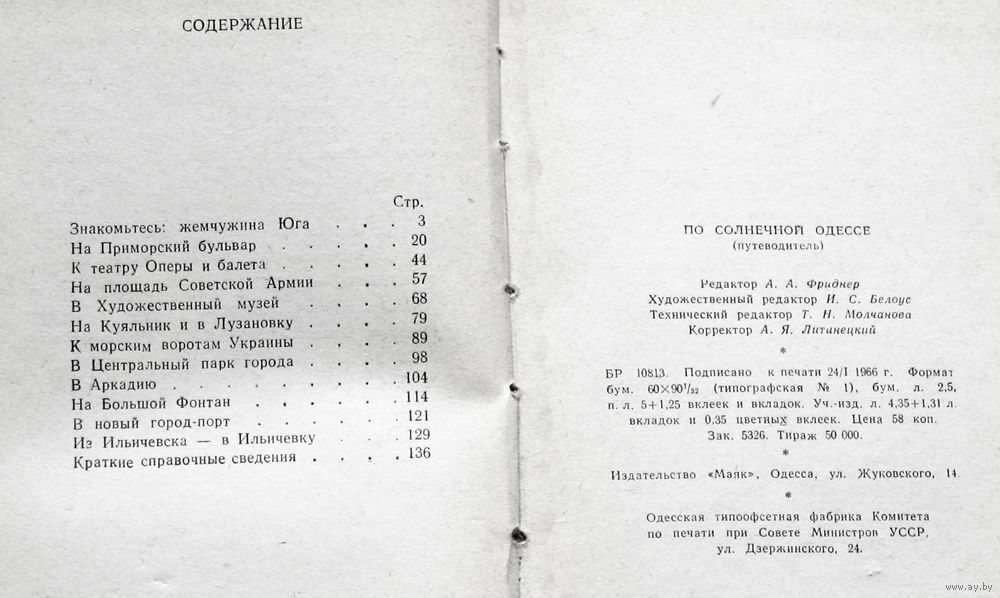 СОДЕРЖАНИЕ
Стр.
Знакомьтесь: жемчужина Юга . . . 3
На Приморский бульвар . . . . . 20
К театру Оперы и балета . . . . 44
На площадь Советской Армии . . . 57
В Художественный музей . . . . 68
На Куяльник и в Лузановку . . . . 79
К морским воротам Украины . . . . 89
В Центральный парк города . . . . 98
В Аркадию . . . . . . . . 104
На Большой Фонтан . . . . . . 114
В новый город-порт . . . . . . 121
Из Ильичевска — в Ильичевку . . . 129
Краткие справочные сведения . . . . 136
ПО СОЛНЕЧНОЙ ОДЕССЕ
(путеводитель)
Редактор А. А. Фриднер
Художественный редактор И. С. Белоус
Технический редактор Т. Н. Молчанова
Корректор А. Я. Литинецкий
*
БР 10813. Подписано к печати 24/I 1966 г. Формат
бум. 60×90¹/₃₂ (типографская № 1), бум. л. 2,5,
п. л. 5+1,25 вклеек и вкладок. Уч.-изд. л. 4,35+1,31 л.
вкладок и 0,35 цветных вклеек. Цена 58 коп.
Зак. 5326. Тираж 50 000.
*
Издательство «Маяк», Одесса, ул. Жуковского, 14.
*
Одесская типоофсетная фабрика Комитета
по печати при Совете Министров УССР,
ул. Дзержинского, 24.
www.ay.by